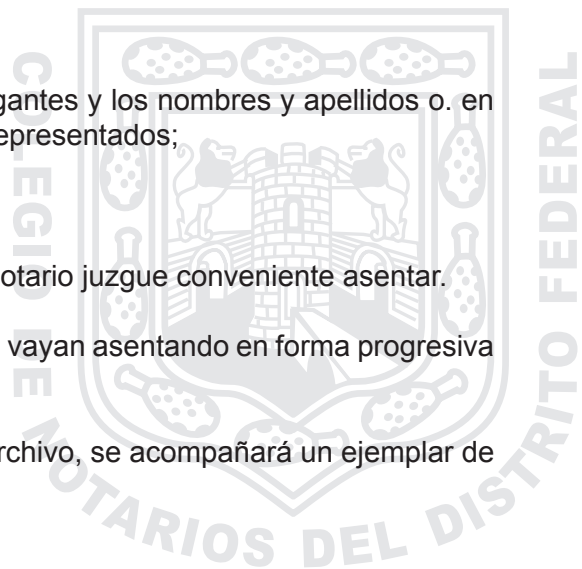 gantes y los nombres y apellidos o. en
epresentados;
otario juzgue conveniente asentar.
vayan asentando en forma progresiva
rchivo, se acompañará un ejemplar de
COLEGIO DE NOTARIOS DEL DISTRITO FEDERAL